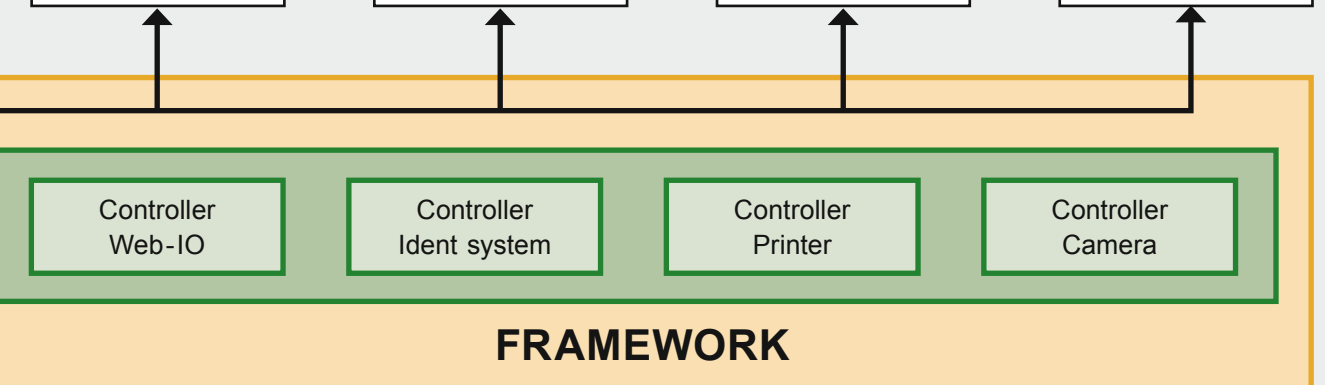 Controller
Web-IO
Controller
Ident system
Controller
Printer
Controller
Camera
FRAMEWORK